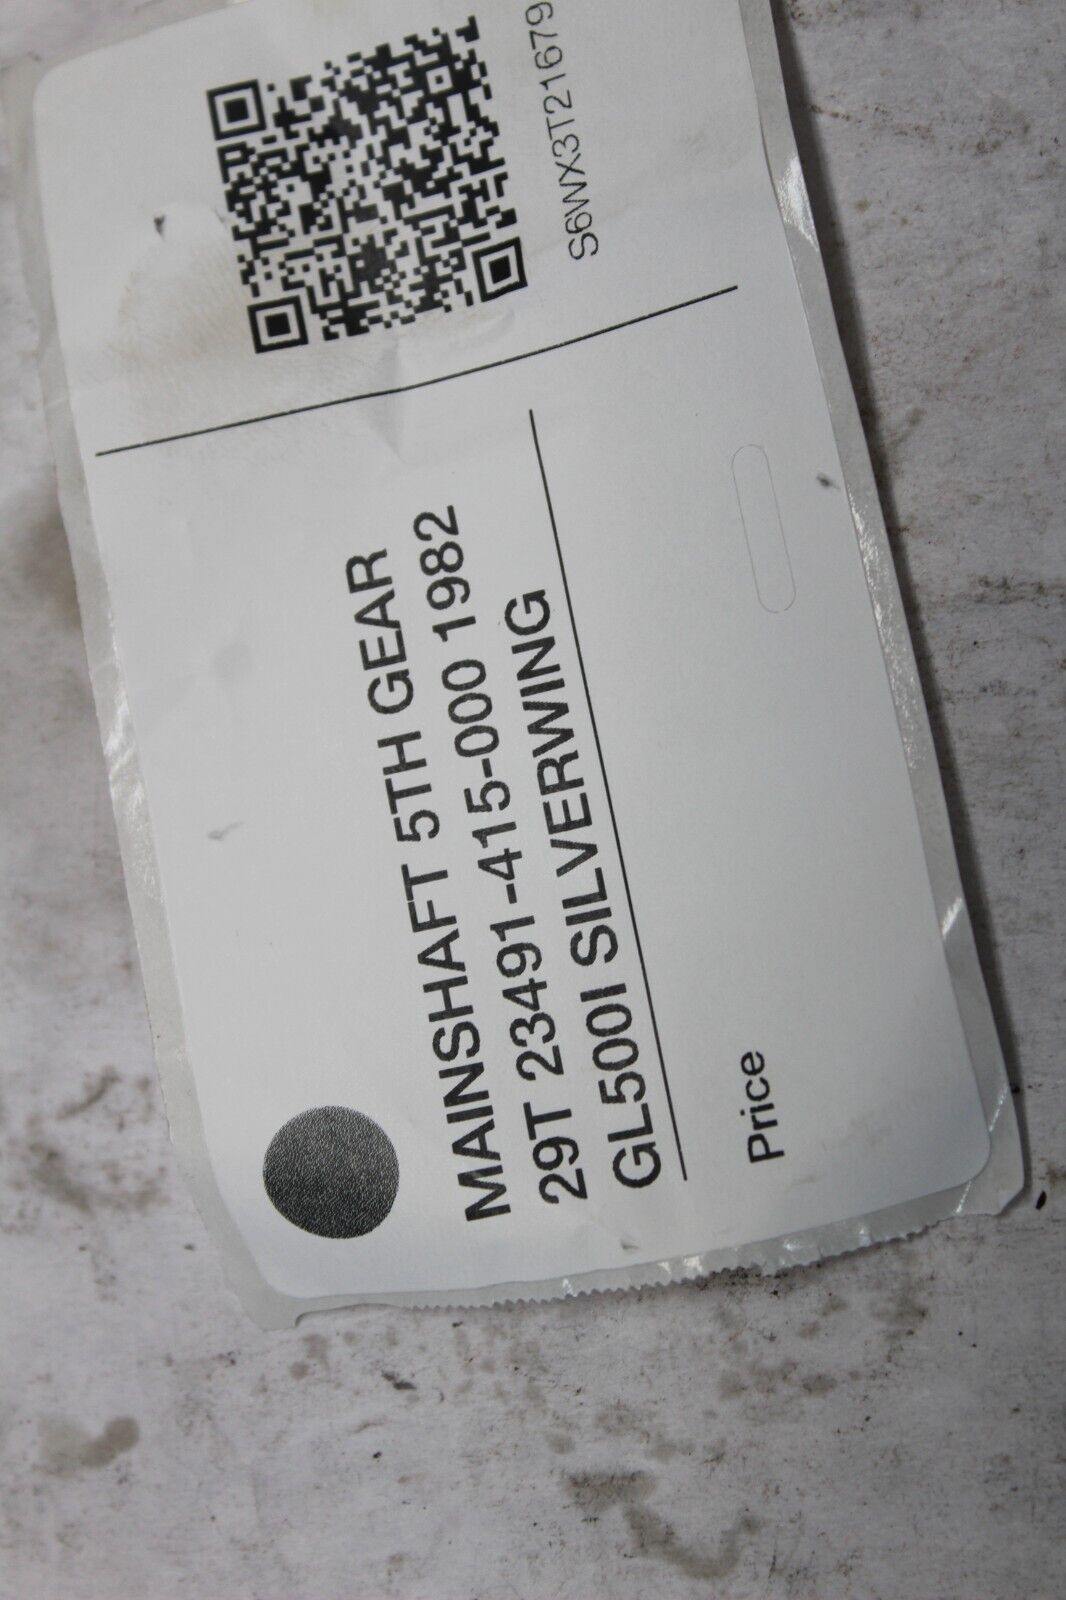 MAINSHAFT 5TH GEAR
29T 23491-415-000 1982
GL500I SILVERWING
Price
S6WX3T21679